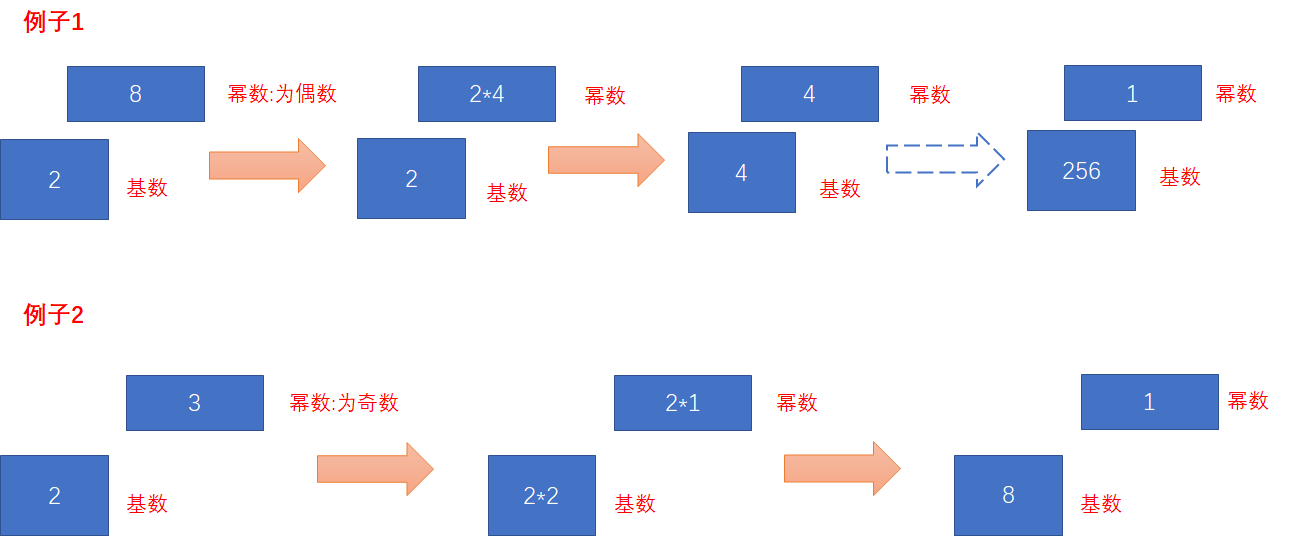 例子1
8 幂数:为偶数 2*4 幂数 4 幂数 1 幂数
2 基数 2 基数 4 基数 256 基数
例子2
3 幂数:为奇数 2*1 幂数 1 幂数
2 基数 2*2 基数 8 基数